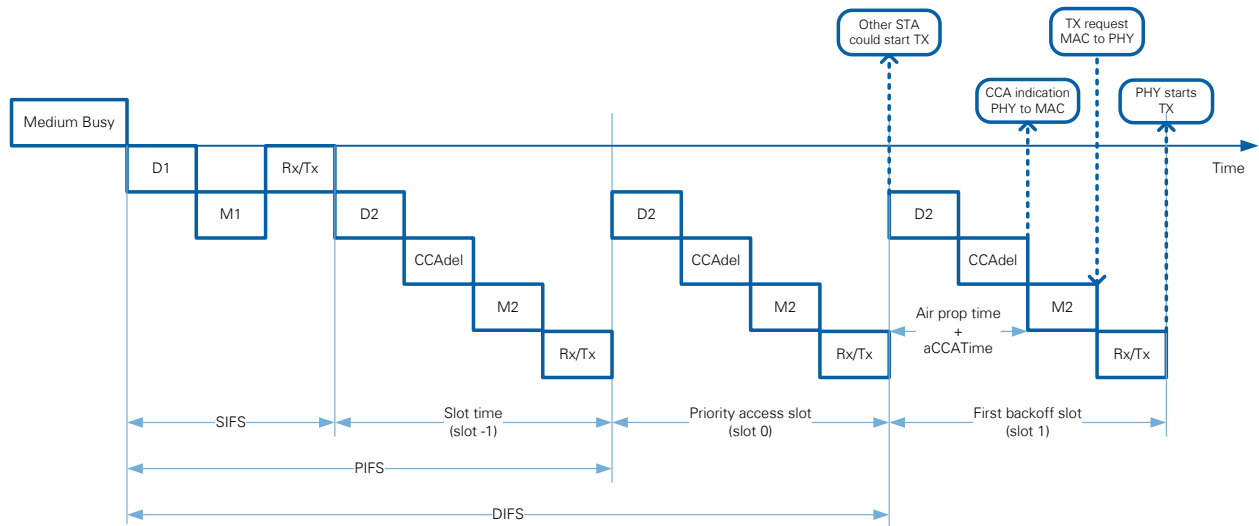 Other STA
could start TX
TX request
MAC to PHY
CCA indication
PHY to MAC
PHY starts
TX
Medium Busy
Time
D1
Rx/Tx
M1
D2
CCAdel
M2
Rx/Tx
D2
CCAdel
M2
Rx/Tx
D2
CCAdel
M2
Rx/Tx
Air prop time
+
aCCATime
SIFS
Slot time
(slot -1)
Priority access slot
(slot 0)
First backoff slot
(slot 1)
PIFS
DIFS